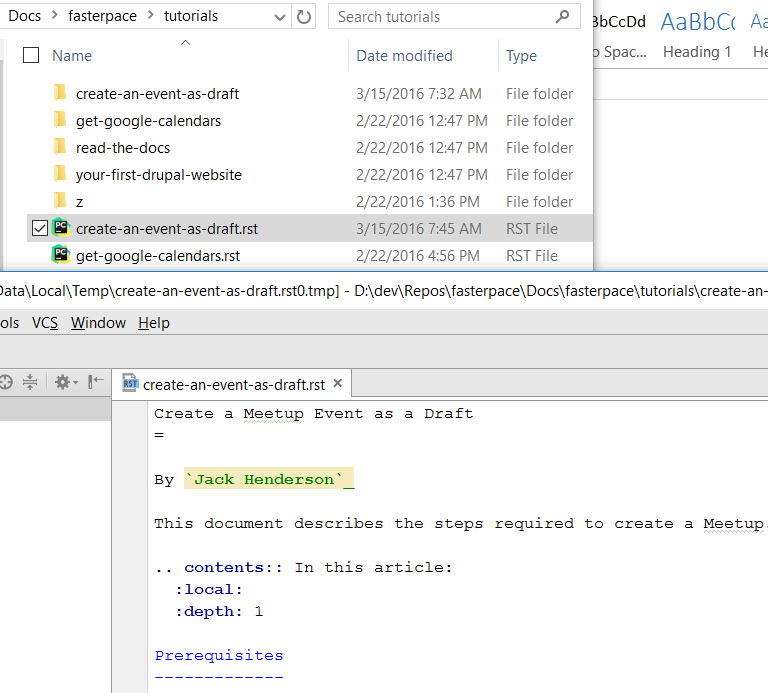 Docs > fasterpace > tutorials
Search tutorials
BbCcDd AaBbCc Aa
o Spac... Heading 1 He
Name Date modified Type
create-an-event-as-draft 3/15/2016 7:32 AM File folder
get-google-calendars 2/22/2016 12:47 PM File folder
read-the-docs 2/22/2016 12:47 PM File folder
your-first-drupal-website 2/22/2016 12:47 PM File folder
z 2/22/2016 1:36 PM File folder
create-an-event-as-draft.rst 3/15/2016 7:45 AM RST File
get-google-calendars.rst 2/22/2016 4:56 PM RST File
Data\Local\Temp\create-an-event-as-draft.rst0.tmp] - D:\dev\Repos\fasterpace\Docs\fasterpace\tutorials\create-an-
ols VCS Window Help
RST create-an-event-as-draft.rst ×
Create a Meetup Event as a Draft
=
By `Jack Henderson`_
This document describes the steps required to create a Meetup
.. contents:: In this article:
:local:
:depth: 1
Prerequisites
-------------